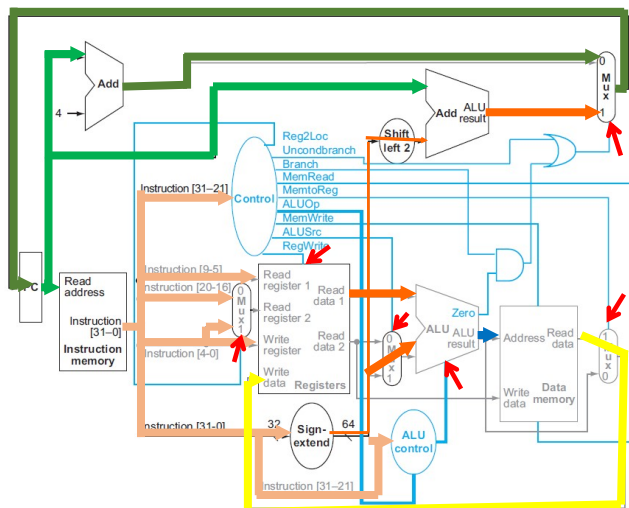 Add
4
Add
ALU
result
0
M
u
x
1
Shift
left 2
Reg2Loc
Uncondbranch
Branch
MemRead
MemtoReg
ALUOp
MemWrite
ALUSrc
RegWrite
Control
Instruction [31–21]
PC
Read
address
Instruction
[31–0]
Instruction
memory
Instruction [9-5]
Instruction [20-16]
Instruction [4-0]
0
M
u
x
1
Read
register 1
Read
register 2
Write
register
Write
data
Read
data 1
Read
data 2
Registers
0
M
u
x
1
Zero
ALU
ALU
result
Address
Read
data
Write
data
Data
memory
1
M
u
x
0
Instruction [31-0]
32
Sign-
extend
64
ALU
control
Instruction [31–21]